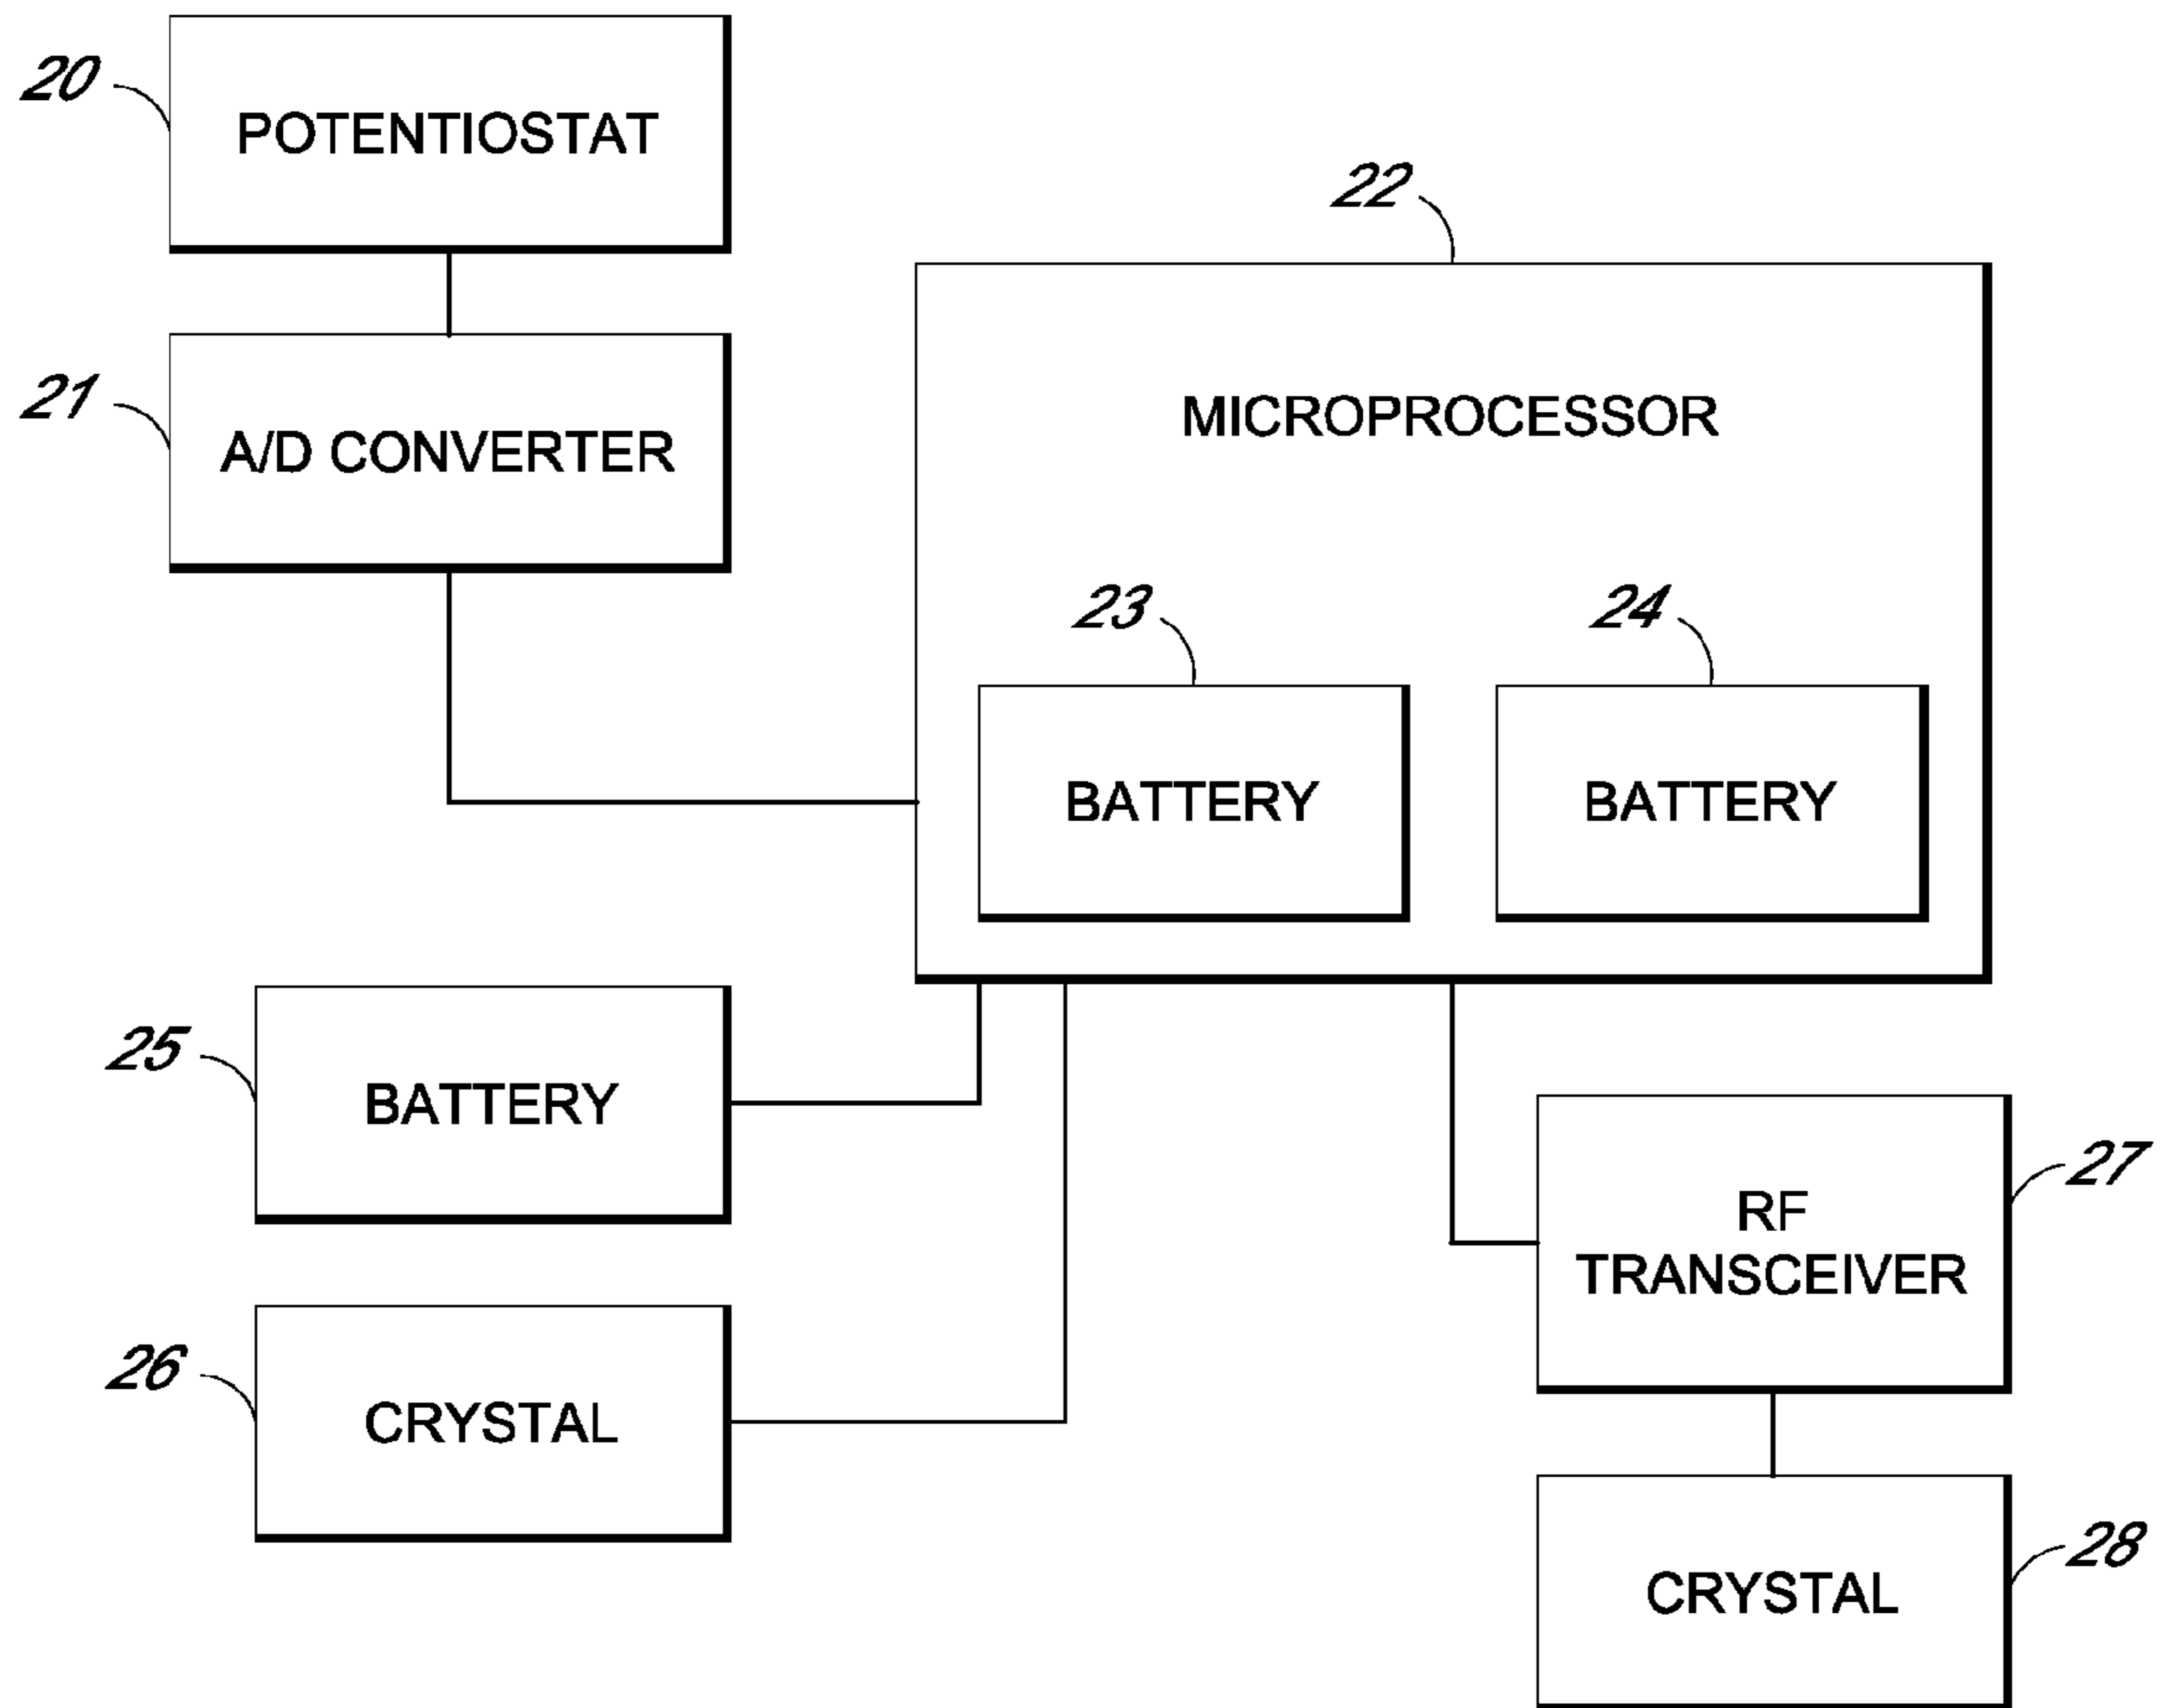 20
POTENTIOSTAT
22
21
A/D CONVERTER
MICROPROCESSOR
23
24
BATTERY
BATTERY
25
BATTERY
27
RF
TRANSCEIVER
26
CRYSTAL
28
CRYSTAL